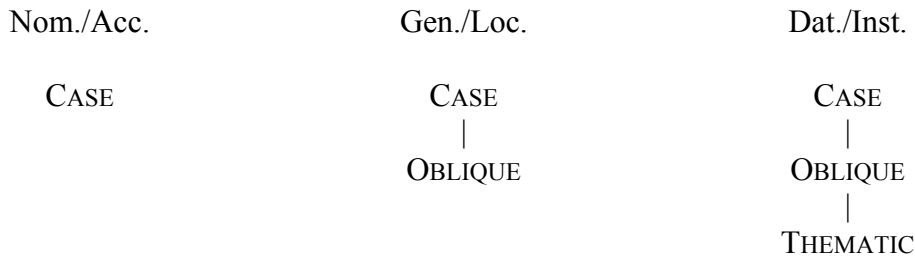 Nom./Acc. Gen./Loc. Dat./Inst.
CASE CASE CASE
OBLIQUE OBLIQUE
THEMATIC